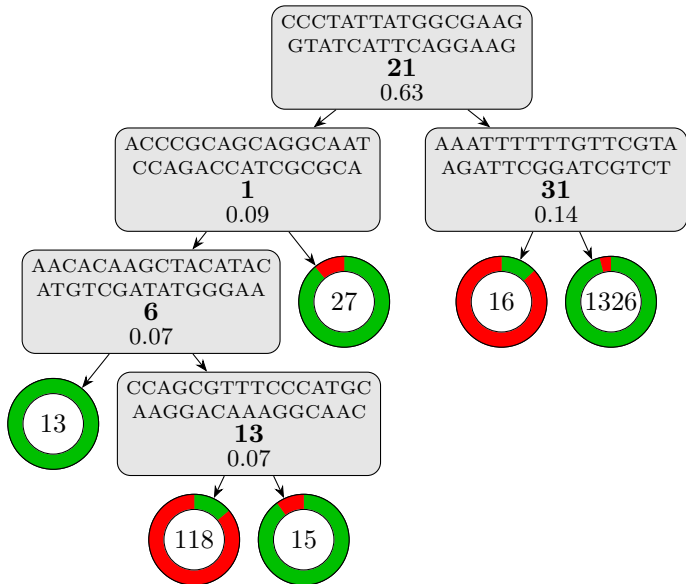 CCCTATTATGGCGAAG
GTATCATTCAGGAAG
21
0.63
ACCCGCAGCAGGCAAT
CCAGACCATCGCGCA
1
0.09
AAATTTTTTGTTCGTA
AGATTCGGATCGTCT
31
0.14
AACACAAGCTACATAC
ATGTCGATATGGGAA
6
0.07
27
16
1326
13
CCAGCGTTTCCCATGC
AAGGACAAAGGCAAC
13
0.07
118
15